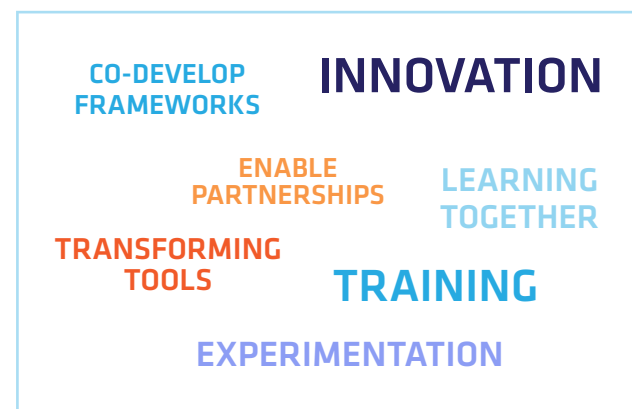 CO-DEVELOP
FRAMEWORKS
INNOVATION
ENABLE
PARTNERSHIPS
LEARNING
TOGETHER
TRANSFORMING
TOOLS
TRAINING
EXPERIMENTATION